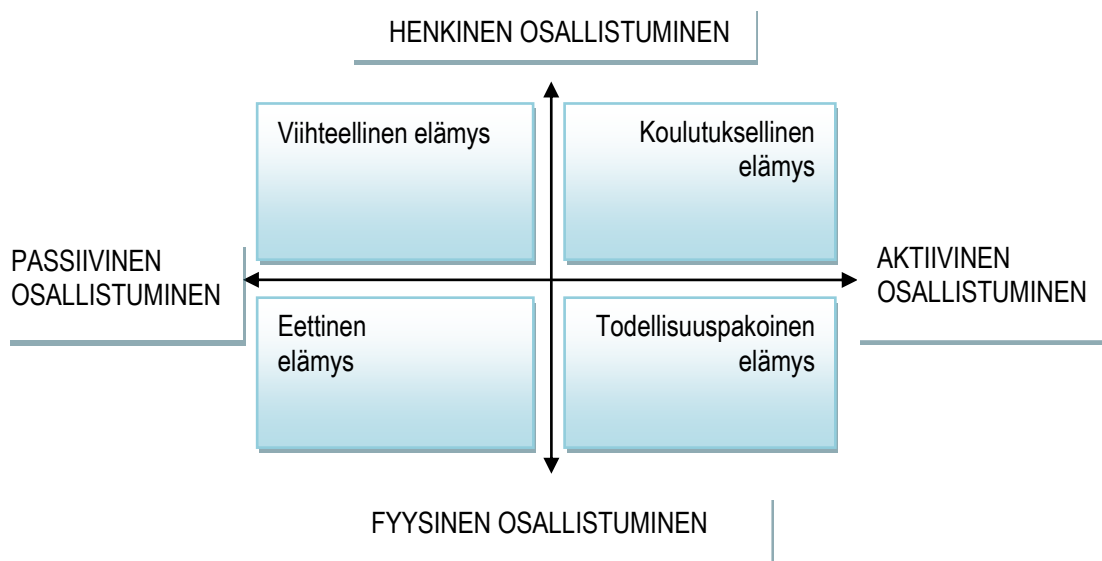 HENKINEN OSALLISTUMINEN
Viihteellinen elämys
Koulutuksellinen
elämys
PASSIIVINEN
OSALLISTUMINEN
AKTIIVINEN
OSALLISTUMINEN
Eettinen
elämys
Todellisuuspakoinen
elämys
FYYSINEN OSALLISTUMINEN